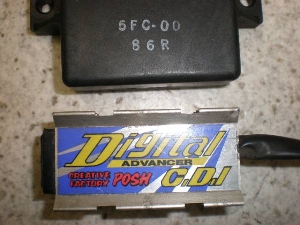 5FC-00
86R
Digital
ADVANCER
CREATIVE
FACTORY POSH C.D.I